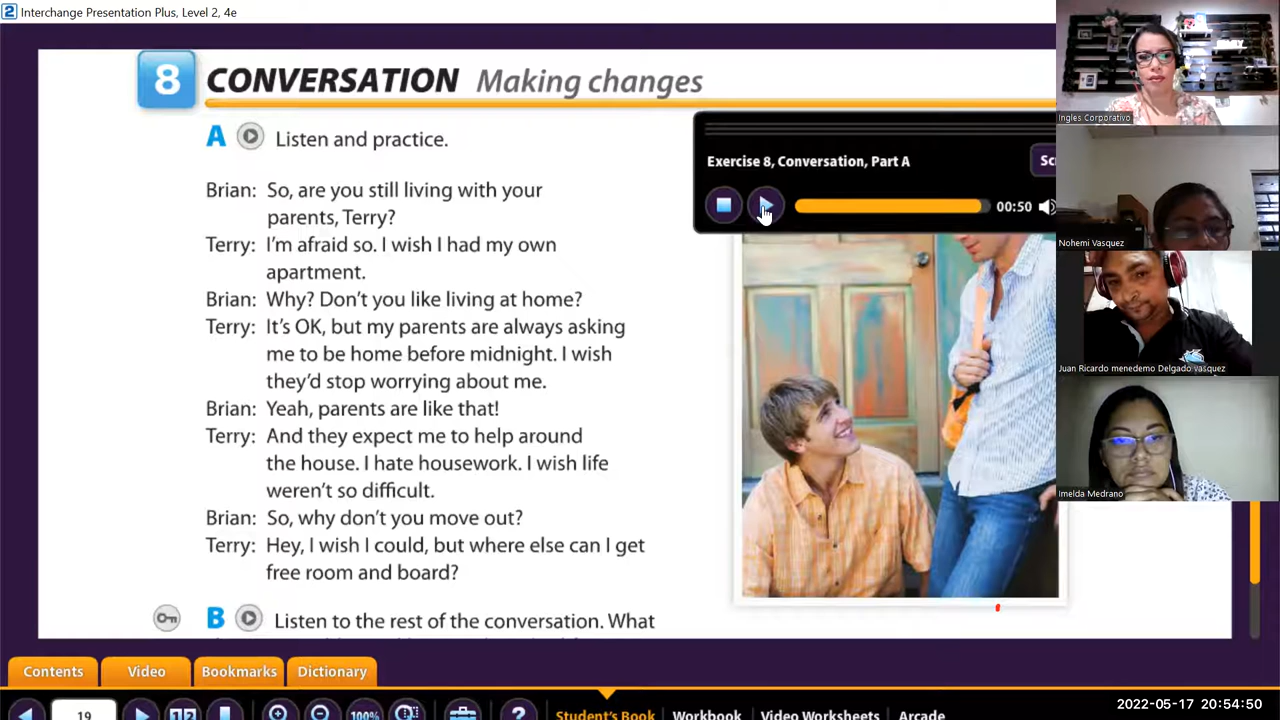 2 Interchange Presentation Plus, Level 2, 4e
8 CONVERSATION Making changes
A Listen and practice.
Brian: So, are you still living with your
parents, Terry?
Terry: I'm afraid so. I wish I had my own
apartment.
Brian: Why? Don't you like living at home?
Terry: It's OK, but my parents are always asking
me to be home before midnight. I wish
they'd stop worrying about me.
Brian: Yeah, parents are like that!
Terry: And they expect me to help around
the house. I hate housework. I wish life
weren't so difficult.
Brian: So, why don't you move out?
Terry: Hey, I wish I could, but where else can I get
free room and board?
B Listen to the rest of the conversation. What
Exercise 8, Conversation, Part A
Sc
00:50
Ingles Corporativo
Nohemi Vasquez
Juan Ricardo menedemo Delgado vasquez
Imelda Medrano
Contents Video Bookmarks Dictionary
19 1 2 100% ?
Student's Book Workbook Video Worksheets Arcade
2022-05-17 20:54:50